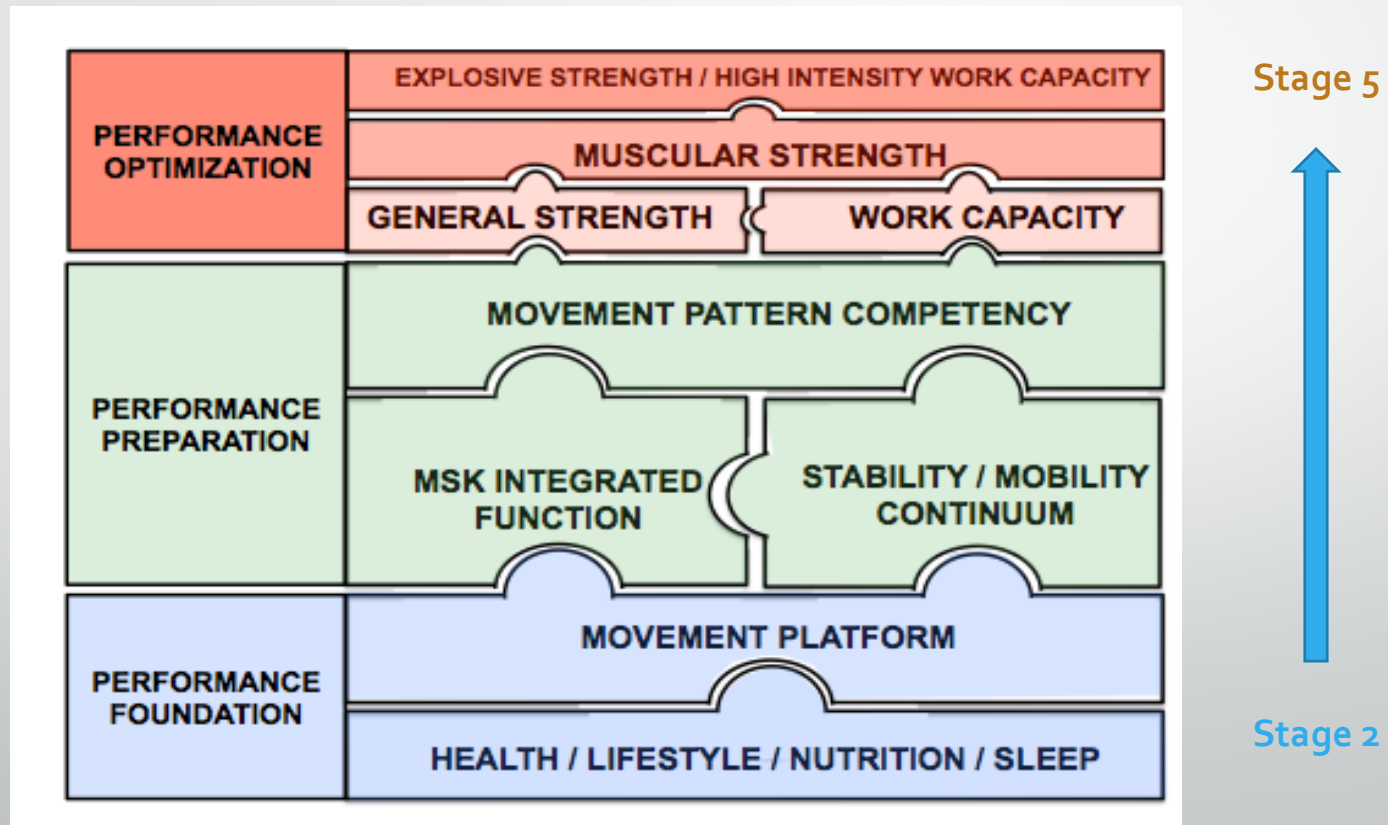 EXPLOSIVE STRENGTH / HIGH INTENSITY WORK CAPACITY
Stage 5
PERFORMANCE
OPTIMIZATION
MUSCULAR STRENGTH
GENERAL STRENGTH
WORK CAPACITY
MOVEMENT PATTERN COMPETENCY
PERFORMANCE
PREPARATION
MSK INTEGRATED
FUNCTION
STABILITY / MOBILITY
CONTINUUM
MOVEMENT PLATFORM
PERFORMANCE
FOUNDATION
HEALTH / LIFESTYLE / NUTRITION / SLEEP
Stage 2